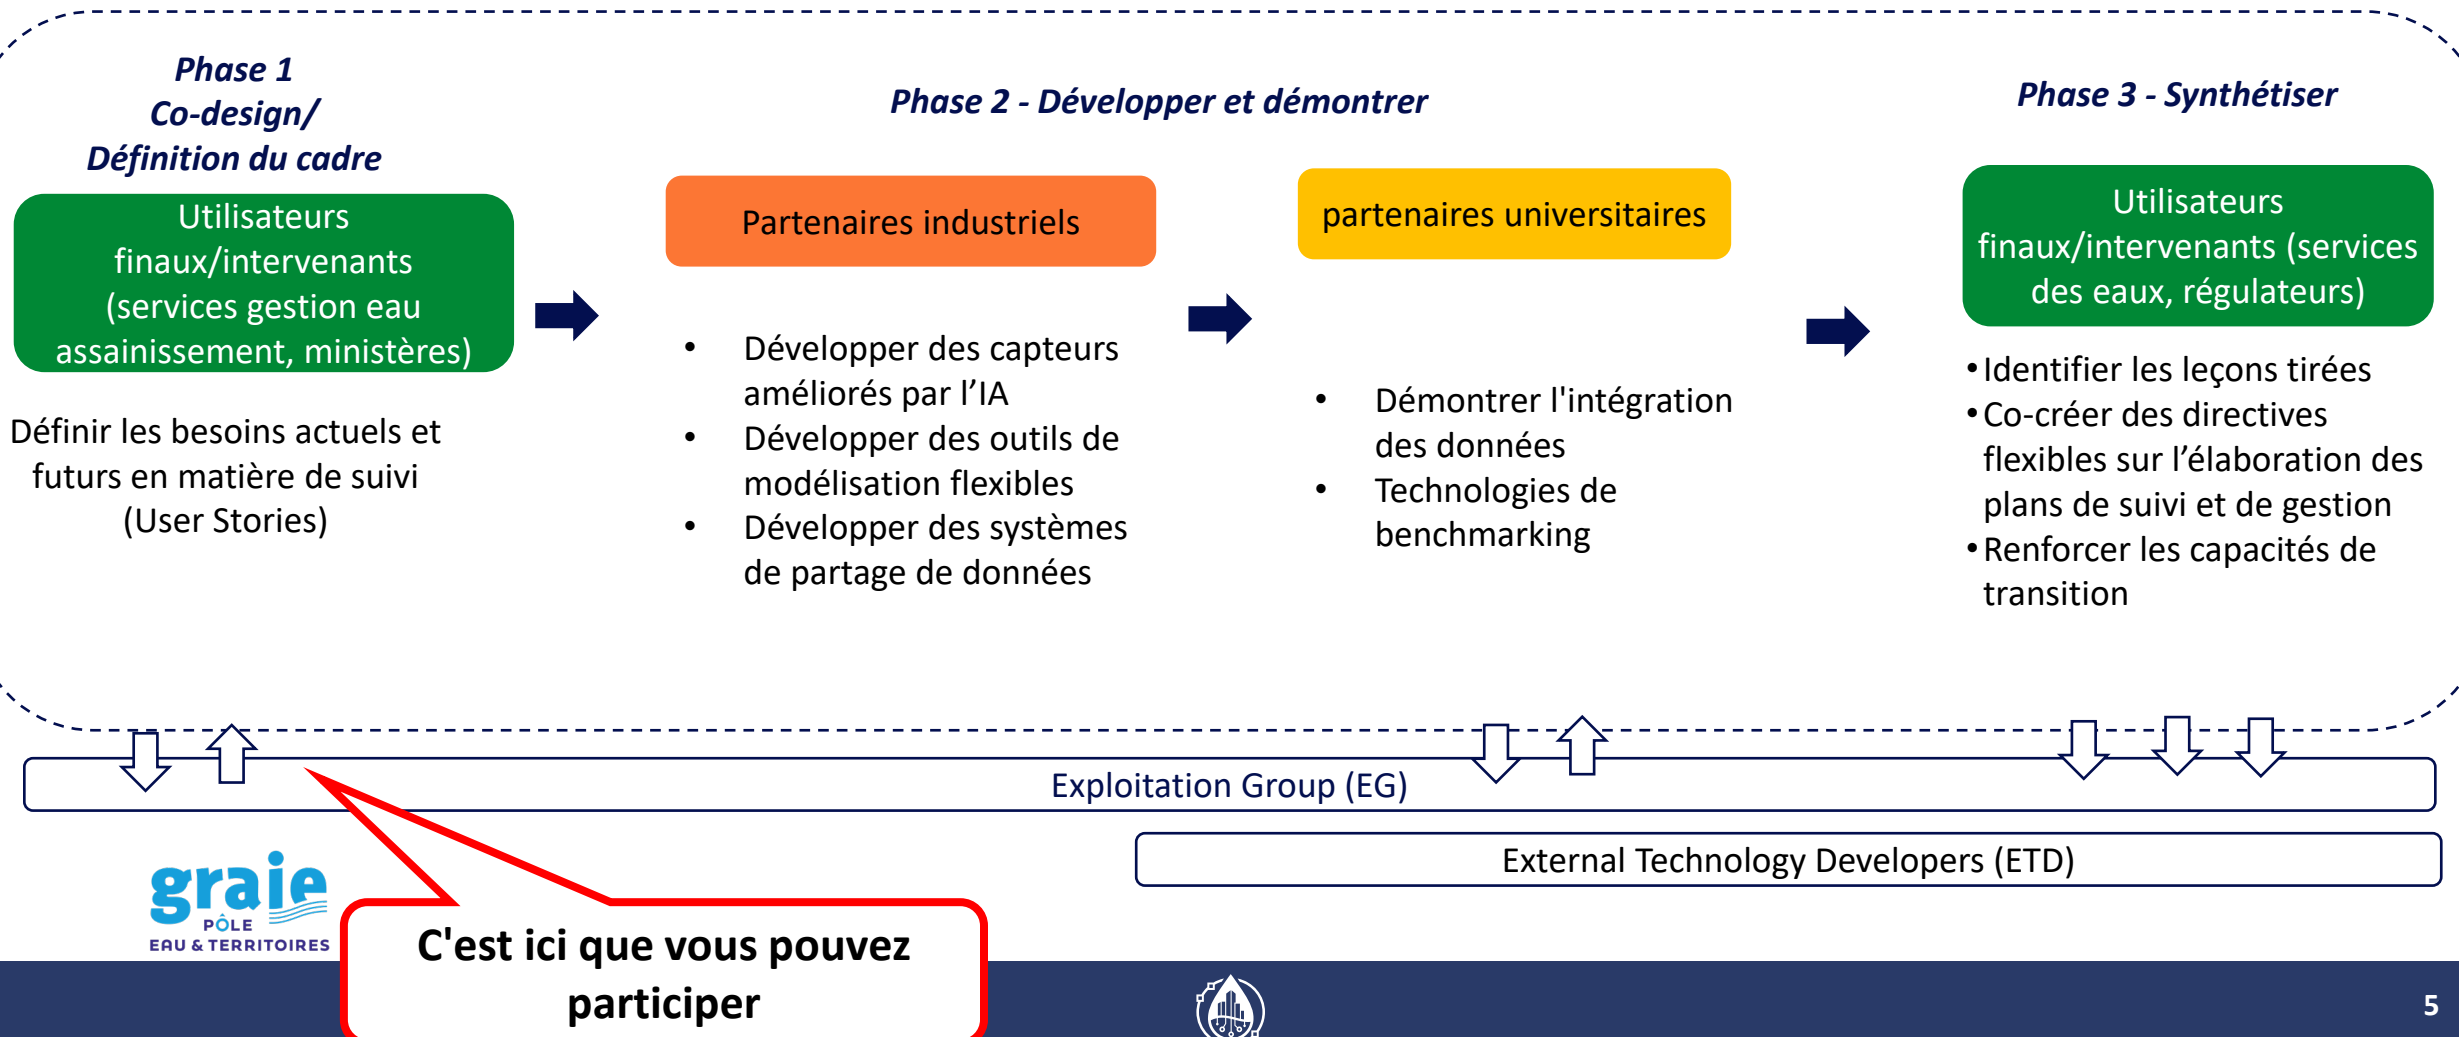 Phase 1
Co-design/
Définition du cadre
Utilisateurs
finaux/intervenants
(services gestion eau
assainissement, ministères)
Définir les besoins actuels et
futurs en matière de suivi
(User Stories)
Phase 2 - Développer et démontrer
Partenaires industriels
• Développer des capteurs
améliorés par l’IA
• Développer des outils de
modélisation flexibles
• Développer des systèmes
de partage de données
partenaires universitaires
• Démontrer l'intégration
des données
• Technologies de
benchmarking
Phase 3 - Synthétiser
Utilisateurs
finaux/intervenants (services
des eaux, régulateurs)
• Identifier les leçons tirées
• Co-créer des directives
flexibles sur l’élaboration des
plans de suivi et de gestion
• Renforcer les capacités de
transition
Exploitation Group (EG)
External Technology Developers (ETD)
graie
PÔLE
EAU & TERRITOIRES
C'est ici que vous pouvez
participer
5